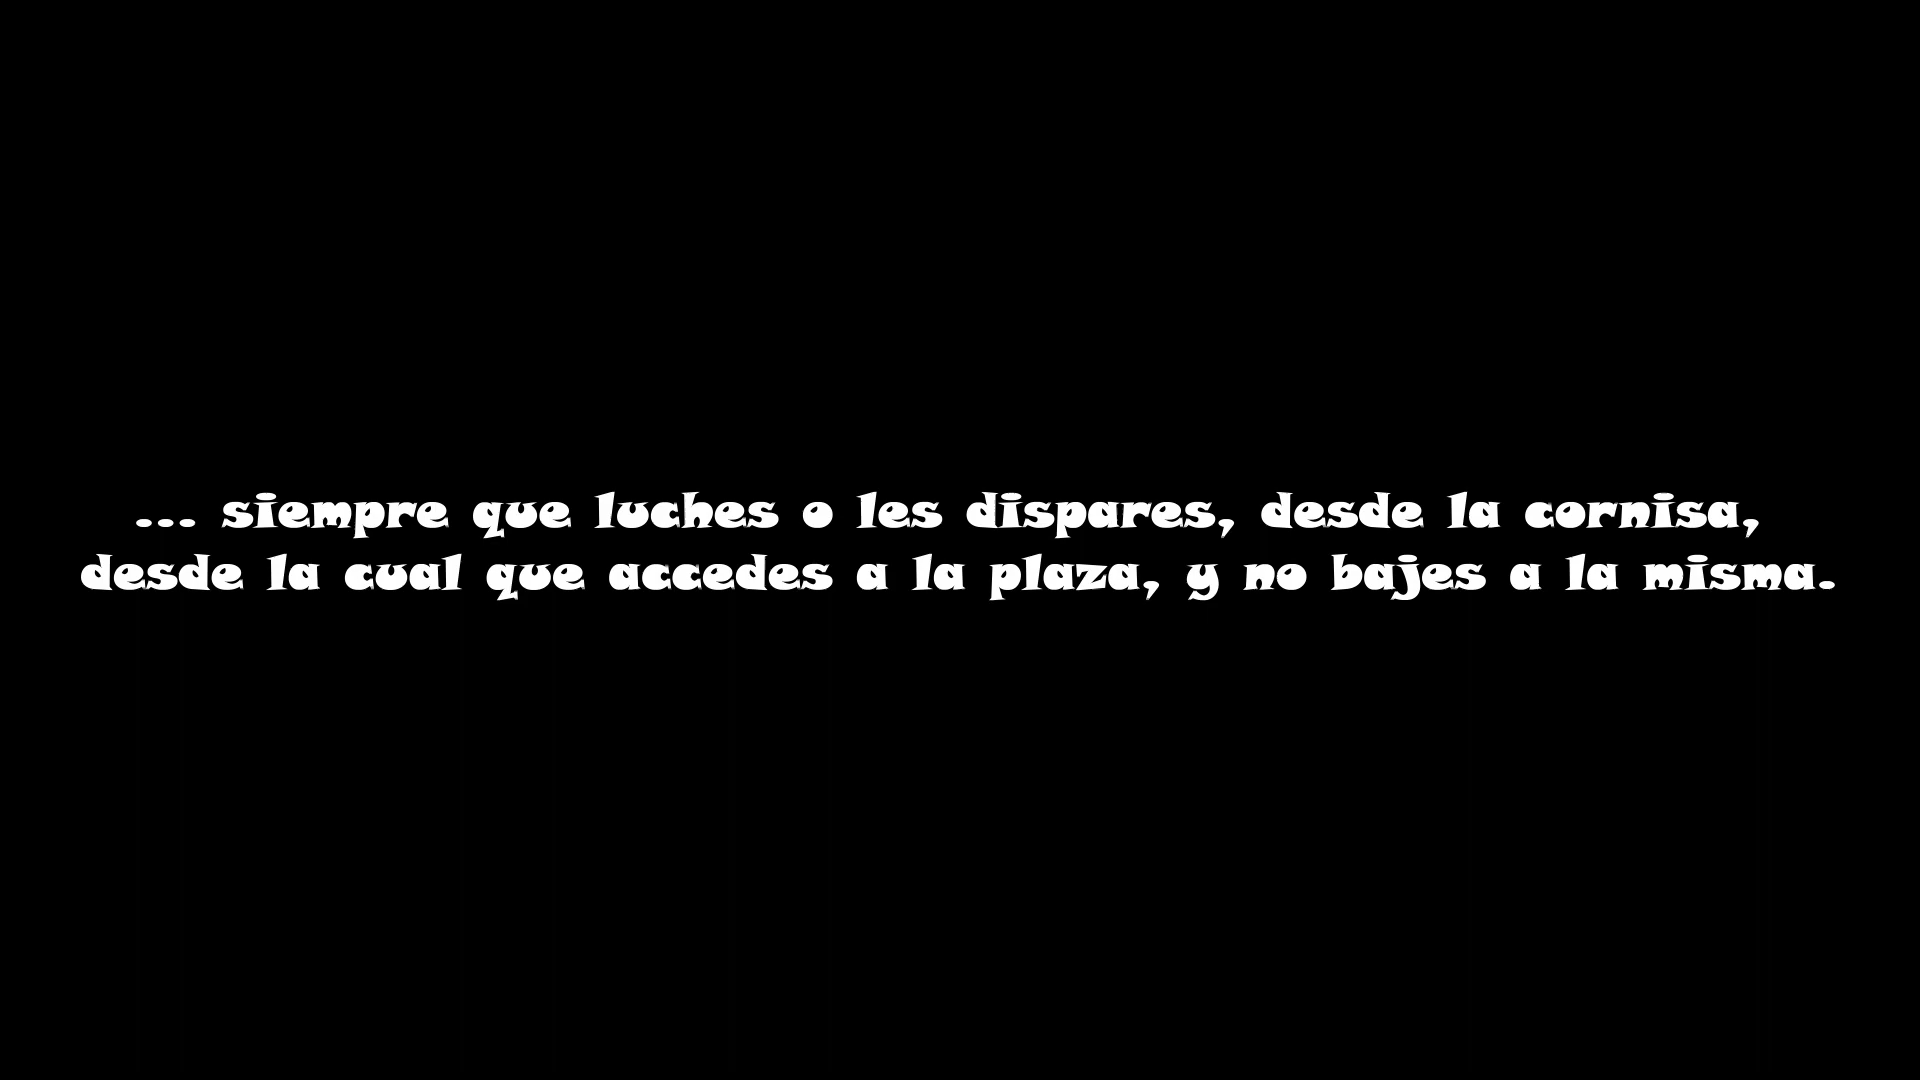 ... siempre que luches o les dispares, desde la cornisa,
desde la cual que accedes a la plaza, y no bajes a la misma.